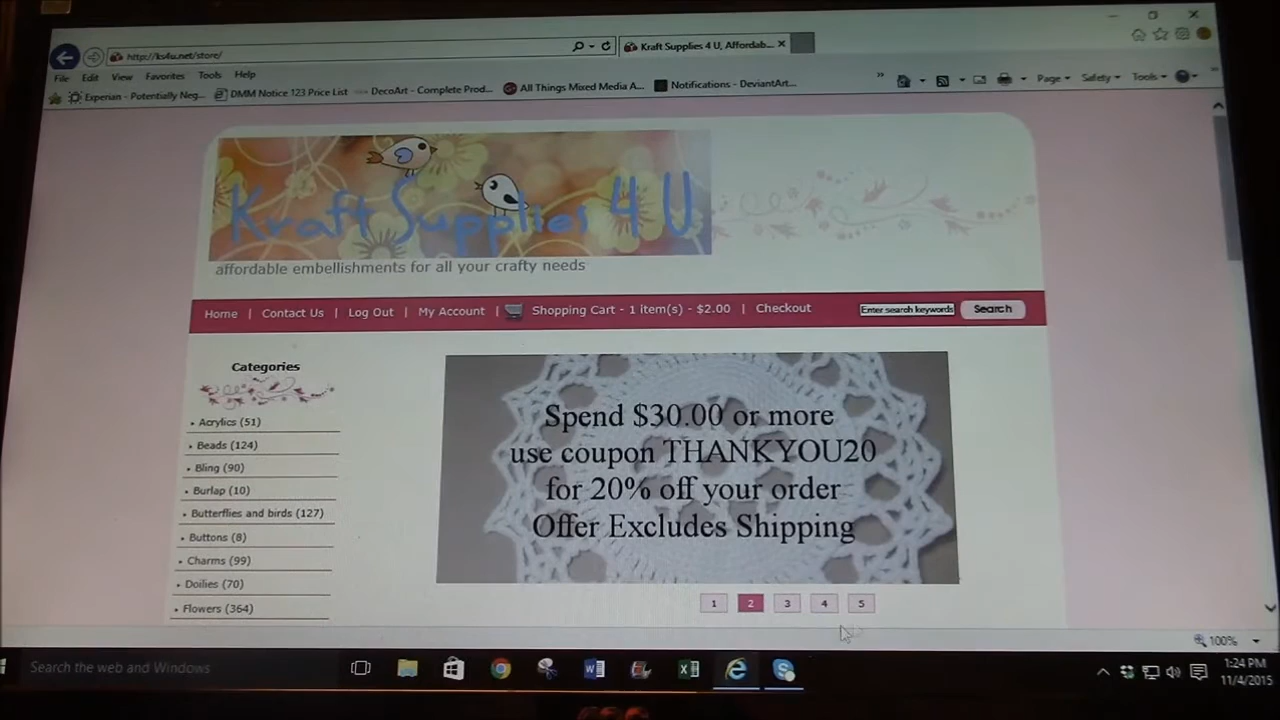 http://ks4u.net/store/
Kraft Supplies 4 U, Affordab...
File Edit View Favorites Tools Help
Experian - Potentially Neg...
DMM Notice 123 Price List
DecoArt - Complete Prod...
All Things Mixed Media A...
Notifications - DeviantArt...
Page
Safety
Tools
Kraft Supplies 4 U
affordable embellishments for all your crafty needs
Home | Contact Us | Log Out | My Account | Shopping Cart - 1 item(s) - $2.00 | Checkout
Enter search keywords
Search
Categories
Acrylics (51)
Beads (124)
Bling (90)
Burlap (10)
Butterflies and birds (127)
Buttons (8)
Charms (99)
Doilies (70)
Flowers (364)
Spend $30.00 or more
use coupon THANKYOU20
for 20% off your order
Offer Excludes Shipping
1 2 3 4 5
100%
Search the web and Windows
1:24 PM
11/4/2015